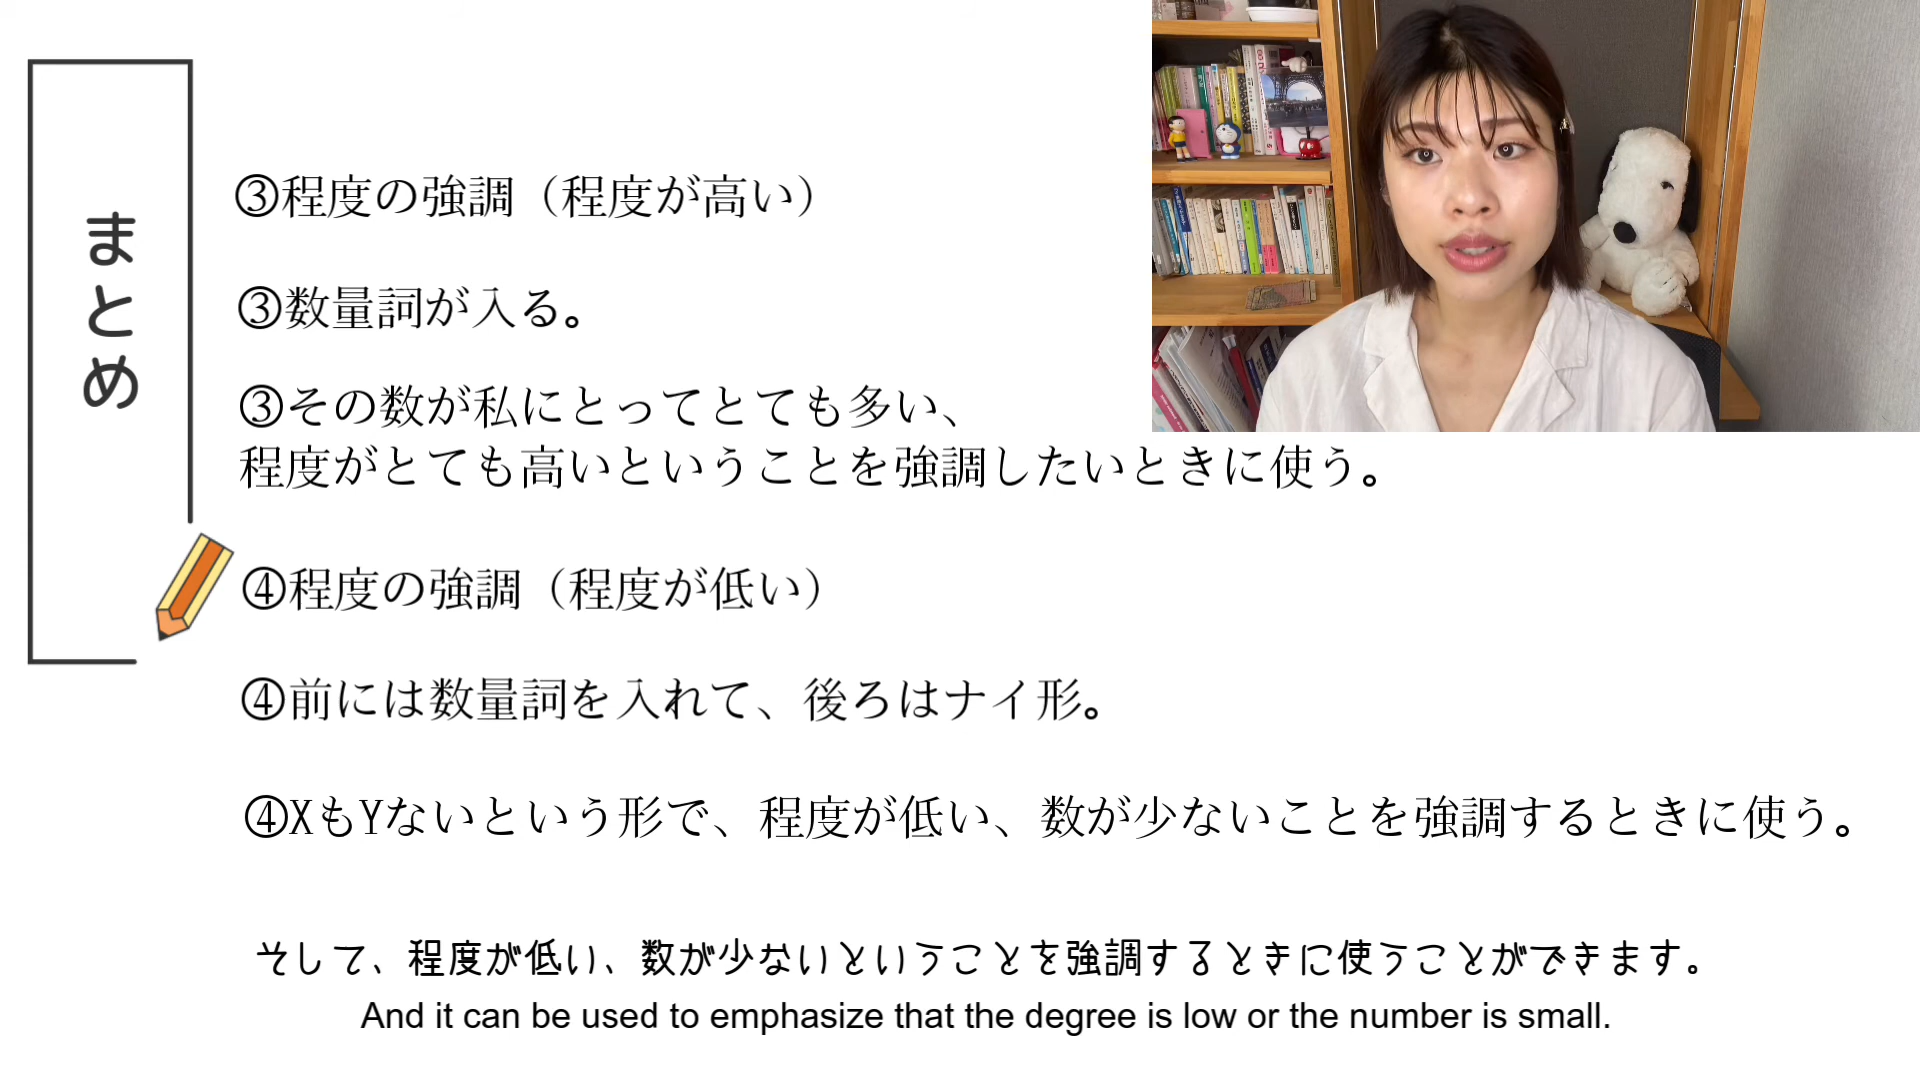 まとめ
③程度の強調（程度が高い）
③数量詞が入る。
③その数が私にとってとても多い、
程度がとても高いということを強調したいときに使う。
④程度の強調（程度が低い）
④前には数量詞を入れて、後ろはナイ形。
④XもYないという形で、程度が低い、数が少ないことを強調するときに使う。
そして、程度が低い、数が少ないということを強調するときに使うことができます。
And it can be used to emphasize that the degree is low or the number is small.